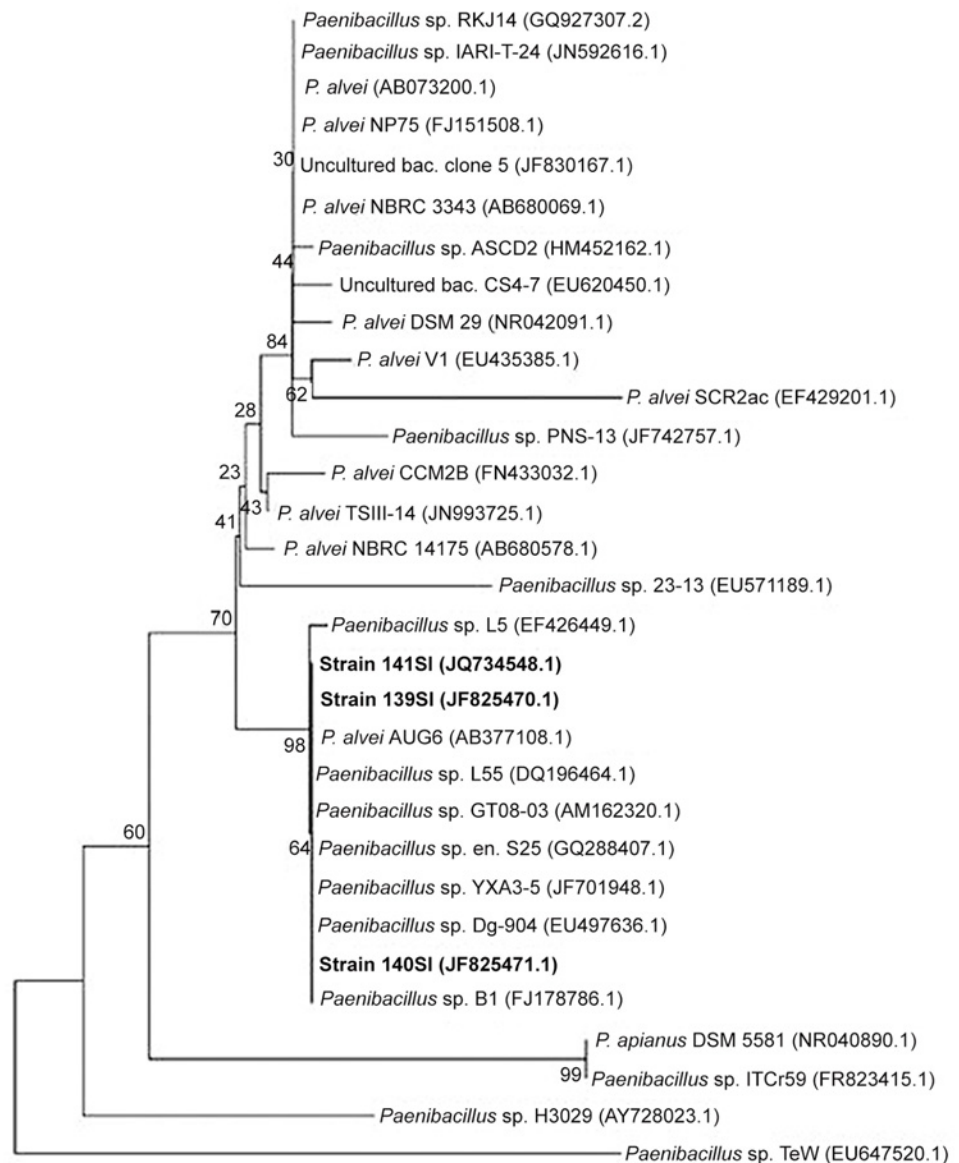 Paenibacillus sp. RKJ14 (GQ927307.2)
Paenibacillus sp. IARI-T-24 (JN592616.1)
P. alvei (AB073200.1)
P. alvei NP75 (FJ151508.1)
30 Uncultured bac. clone 5 (JF830167.1)
P. alvei NBRC 3343 (AB680069.1)
Paenibacillus sp. ASCD2 (HM452162.1)
44
Uncultured bac. CS4-7 (EU620450.1)
P. alvei DSM 29 (NR042091.1)
84
P. alvei V1 (EU435385.1)
62
P. alvei SCR2ac (EF429201.1)
28
Paenibacillus sp. PNS-13 (JF742757.1)
23
P. alvei CCM2B (FN433032.1)
43
P. alvei TSIII-14 (JN993725.1)
41
P. alvei NBRC 14175 (AB680578.1)
Paenibacillus sp. 23-13 (EU571189.1)
70
Paenibacillus sp. L5 (EF426449.1)
Strain 141SI (JQ734548.1)
Strain 139SI (JF825470.1)
98
P. alvei AUG6 (AB377108.1)
Paenibacillus sp. L55 (DQ196464.1)
Paenibacillus sp. GT08-03 (AM162320.1)
60
64 Paenibacillus sp. en. S25 (GQ288407.1)
Paenibacillus sp. YXA3-5 (JF701948.1)
Paenibacillus sp. Dg-904 (EU497636.1)
Strain 140SI (JF825471.1)
Paenibacillus sp. B1 (FJ178786.1)
P. apianus DSM 5581 (NR040890.1)
99 Paenibacillus sp. ITCr59 (FR823415.1)
Paenibacillus sp. H3029 (AY728023.1)
Paenibacillus sp. TeW (EU647520.1)